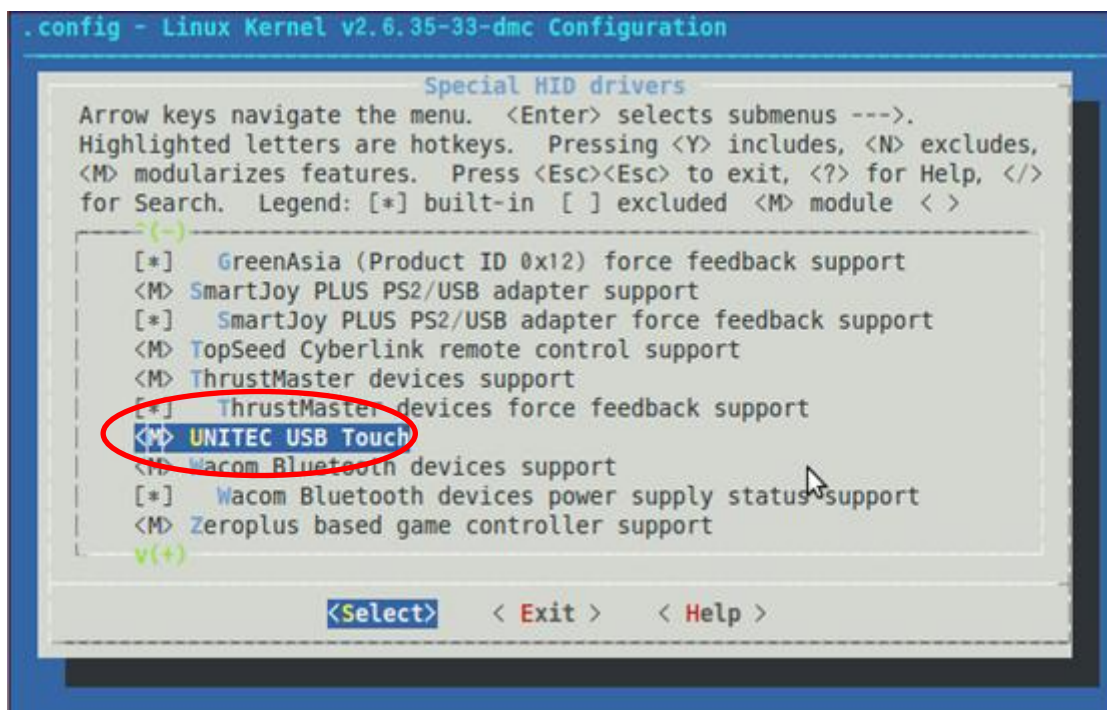 .config - Linux Kernel v2.6.35-33-dmc Configuration
Special HID drivers
Arrow keys navigate the menu.  <Enter> selects submenus --->.
Highlighted letters are hotkeys.  Pressing <Y> includes, <N> excludes,
<M> modularizes features.  Press <Esc><Esc> to exit, <?> for Help, </>
for Search.  Legend: [*] built-in  [ ] excluded  <M> module  < >
^(-)
[*]   GreenAsia (Product ID 0x12) force feedback support
<M> SmartJoy PLUS PS2/USB adapter support
[*]   SmartJoy PLUS PS2/USB adapter force feedback support
<M> TopSeed Cyberlink remote control support
<M> ThrustMaster devices support
[*]   ThrustMaster devices force feedback support
<M> UNITEC USB Touch
<M> Wacom Bluetooth devices support
[*]   Wacom Bluetooth devices power supply status support
<M> Zeroplus based game controller support
v(+)
<Select>    < Exit >    < Help >